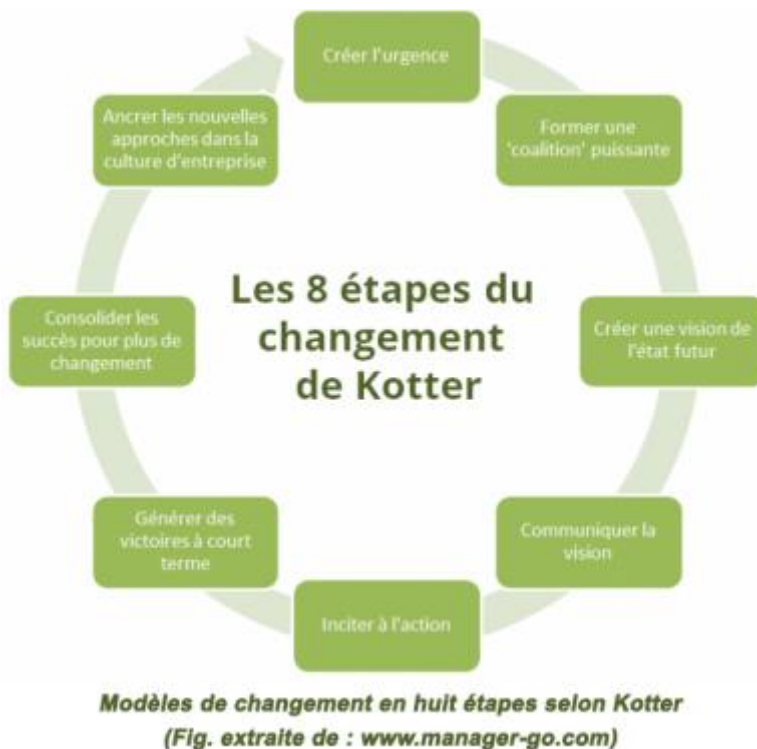 Créer l'urgence
Former une
'coalition' puissante
Créer une vision de
l'état futur
Communiquer la
vision
Inciter à l'action
Générer des
victoires à court
terme
Consolider les
succès pour plus de
changement
Ancrer les nouvelles
approches dans la
culture d'entreprise
Les 8 étapes du
changement
de Kotter
Modèles de changement en huit étapes selon Kotter
(Fig. extraite de : www.manager-go.com)